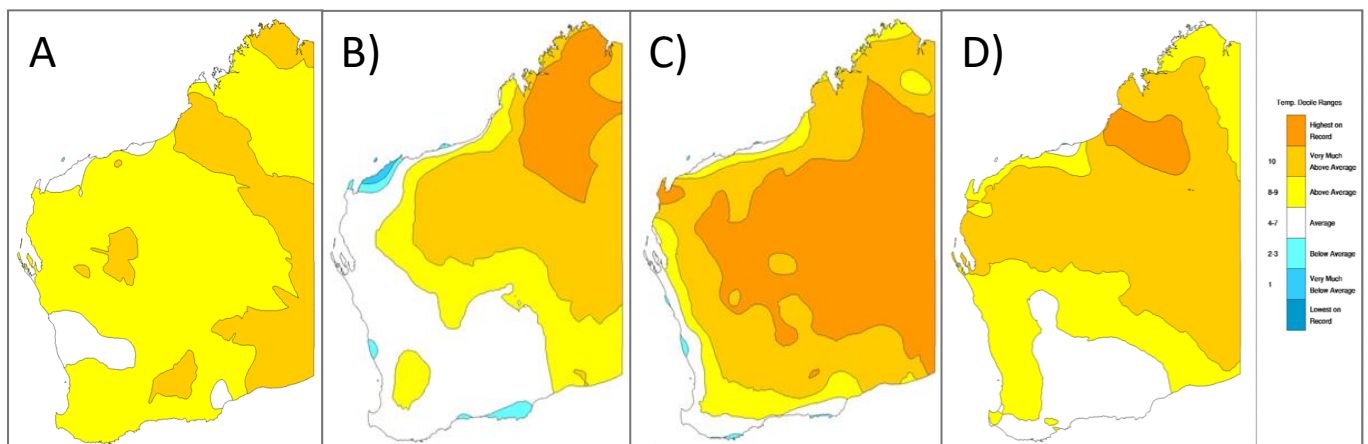 A
B)
C)
D)
Temp. Decile Ranges
Highest on
Record
10
Very Much
Above Average
8-9
Above Average
4-7
Average
2-3
Below Average
1
Very Much
Below Average
Lowest on
Record